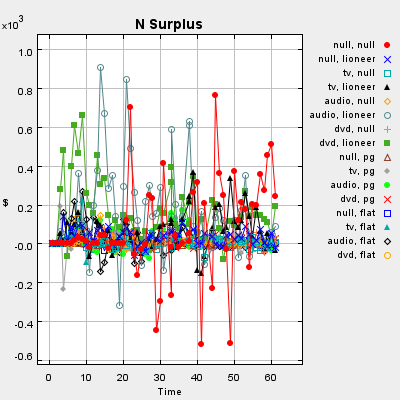 N Surplus
×10³
1.0
0.8
0.6
0.4
0.2
-0.0
-0.2
-0.4
-0.6
$
0 10 20 30 40 50 60
Time
null, null
null, lioneer
tv, null
tv, lioneer
audio, null
audio, lioneer
dvd, null
dvd, lioneer
null, pg
tv, pg
audio, pg
dvd, pg
null, flat
tv, flat
audio, flat
dvd, flat